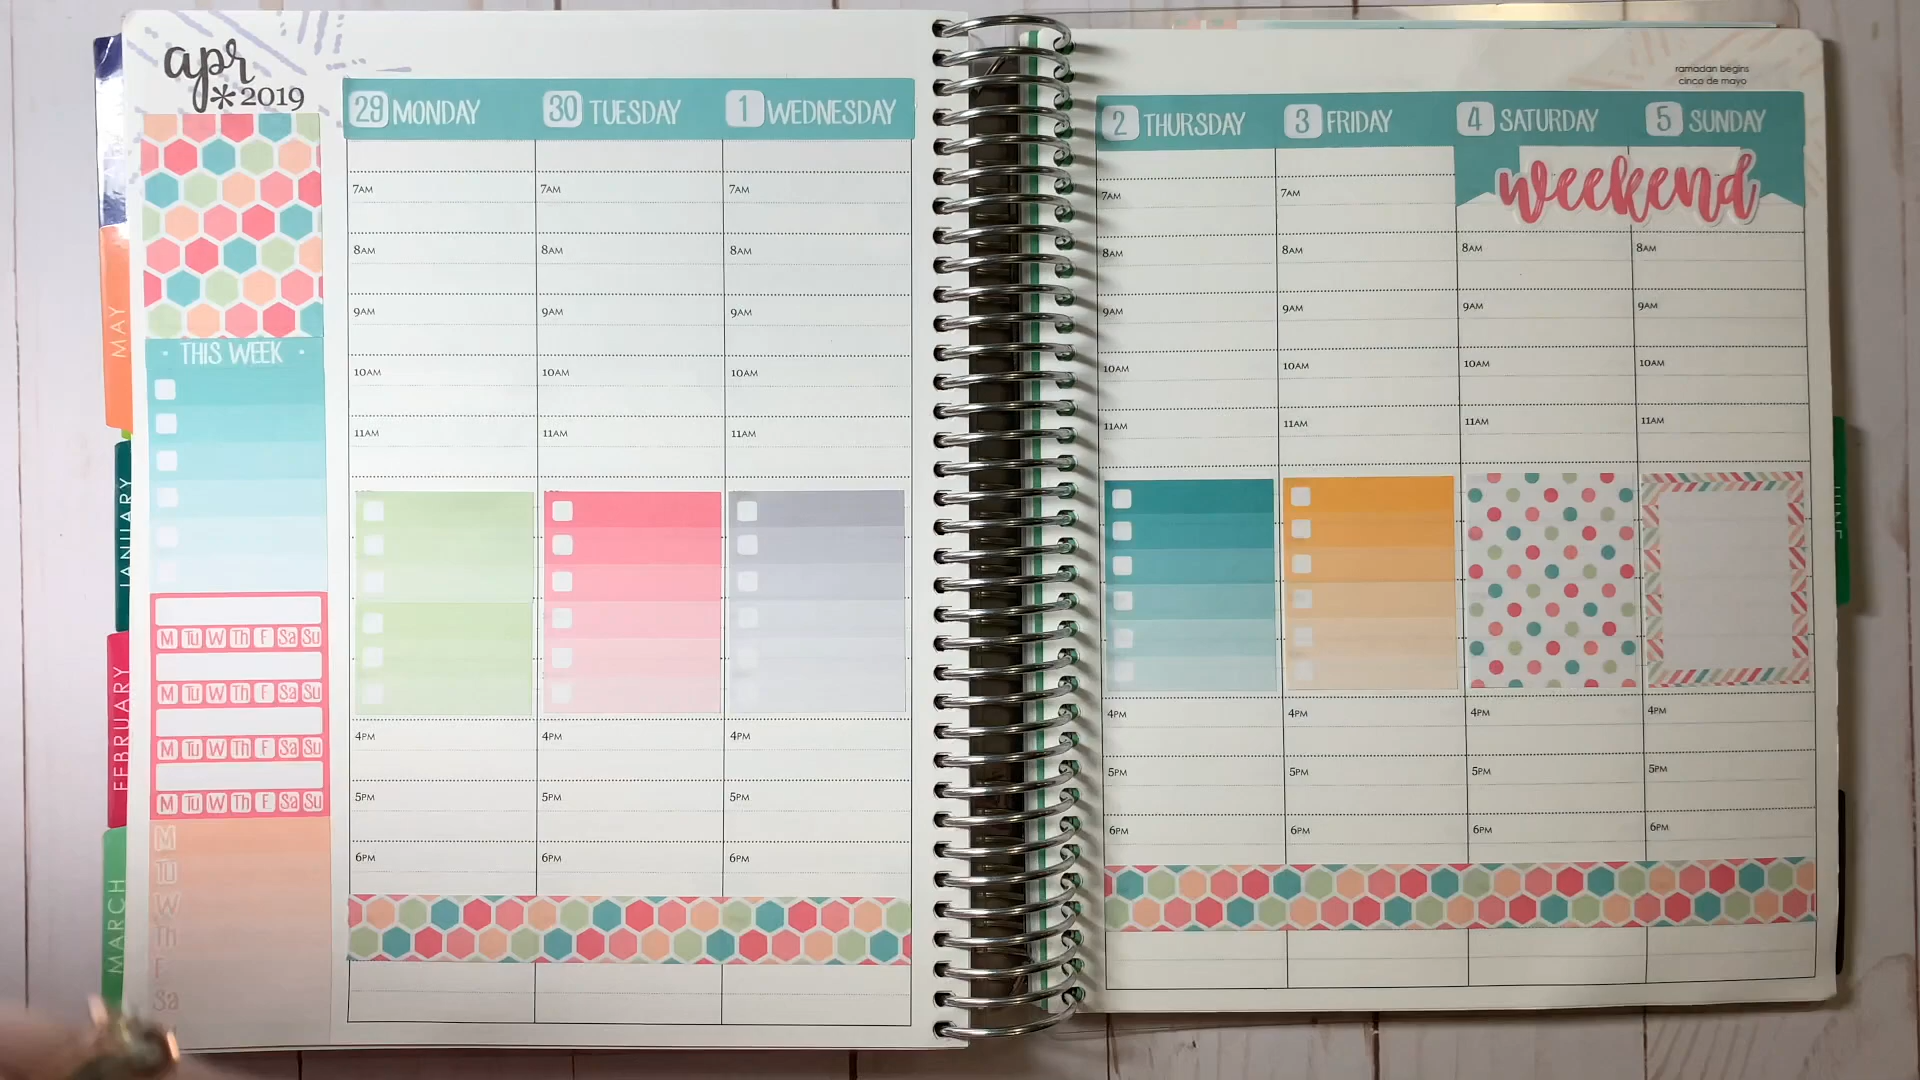 apr
*2019
THIS WEEK
M Tu W Th F Sa Su
M Tu W Th F Sa Su
M Tu W Th F Sa Su
M Tu W Th F Sa Su
M
Tu
W
Th
F
Sa
29 MONDAY 30 TUESDAY 1 WEDNESDAY
7AM 7AM 7AM
8AM 8AM 8AM
9AM 9AM 9AM
10AM 10AM 10AM
11AM 11AM 11AM
4PM 4PM 4PM
5PM 5PM 5PM
6PM 6PM 6PM
ramadan begins
cinco de mayo
2 THURSDAY 3 FRIDAY 4 SATURDAY 5 SUNDAY
weekend
7AM 7AM
8AM 8AM 8AM 8AM
9AM 9AM 9AM 9AM
10AM 10AM 10AM 10AM
11AM 11AM 11AM 11AM
4PM 4PM 4PM 4PM
5PM 5PM 5PM 5PM
6PM 6PM 6PM 6PM
MAY
JANUARY
FEBRUARY
MARCH
JUNE